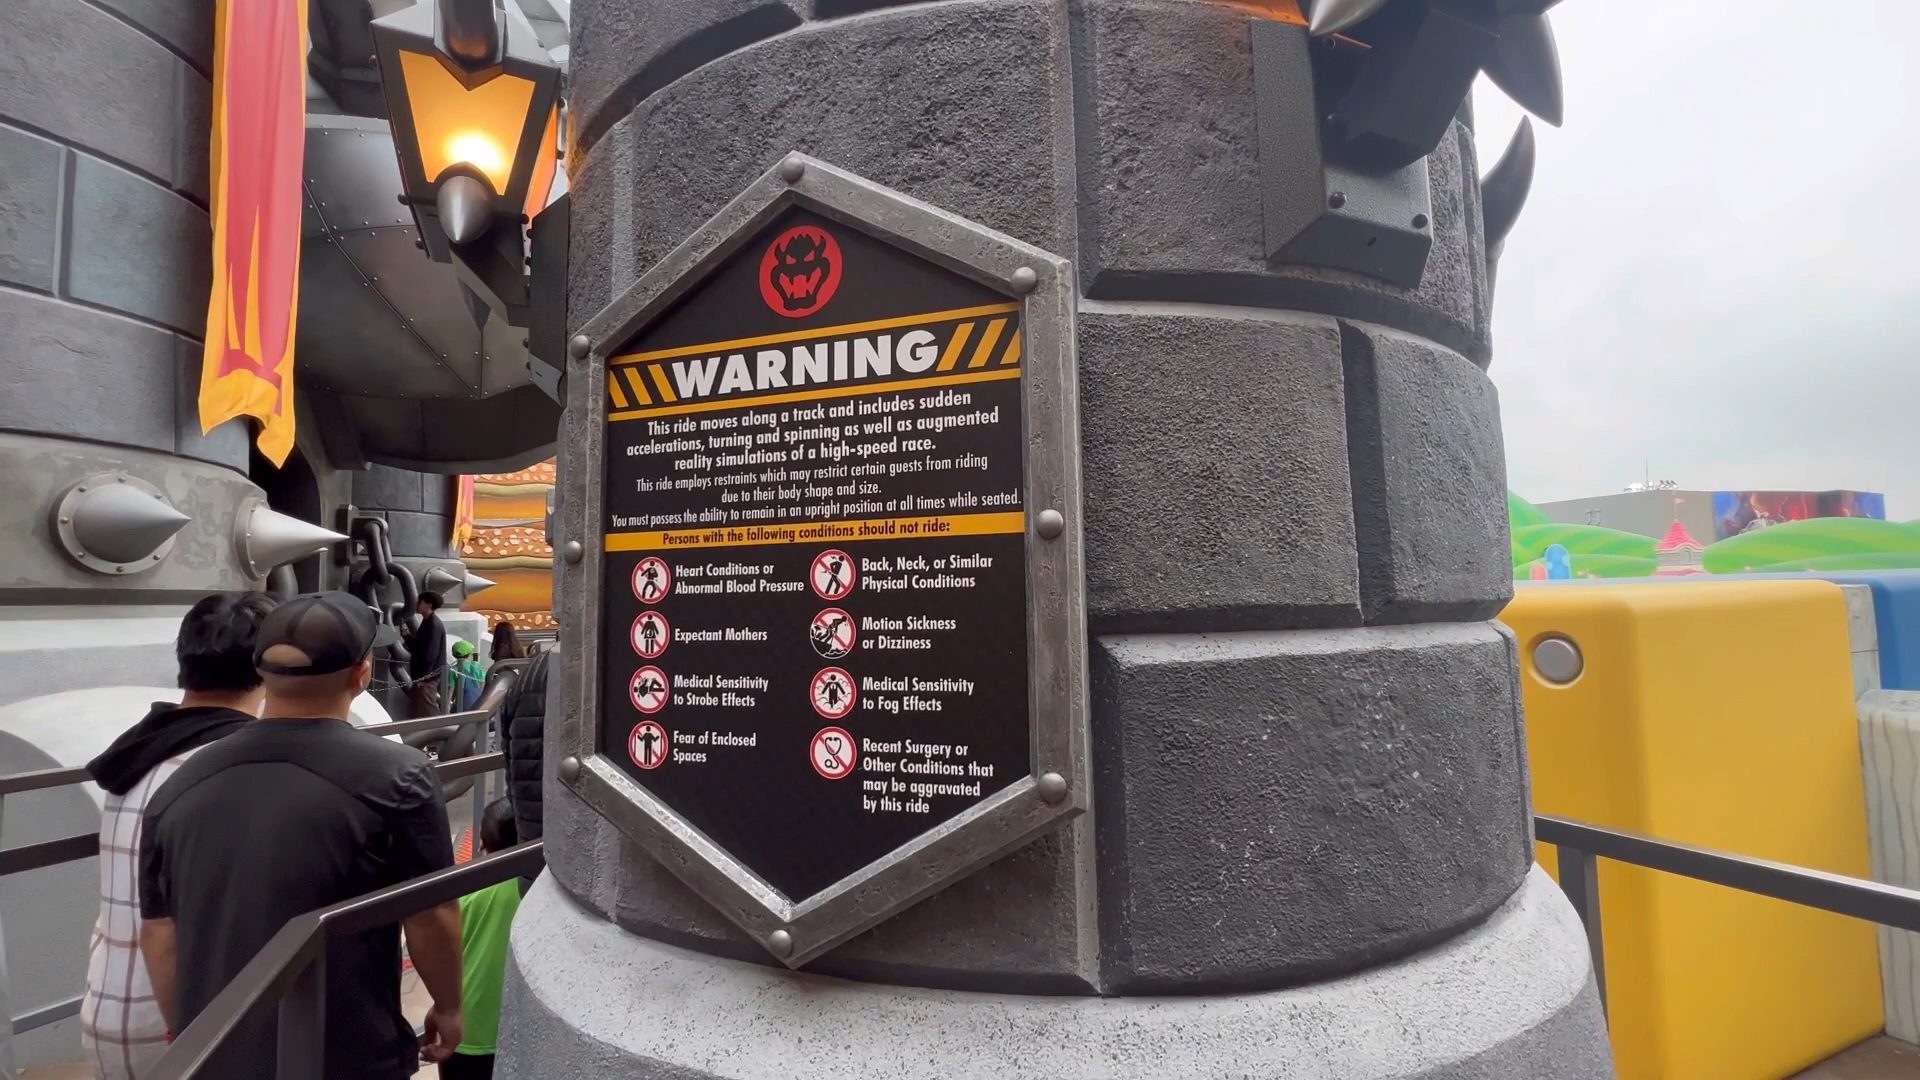 WARNING
This ride moves along a track and includes sudden
accelerations, turning and spinning as well as augmented
reality simulations of a high-speed race.
This ride employs restraints which may restrict certain guests from riding
due to their body shape and size.
You must possess the ability to remain in an upright position at all times while seated.
Persons with the following conditions should not ride:
Heart Conditions or
Abnormal Blood Pressure
Back, Neck, or Similar
Physical Conditions
Expectant Mothers
Motion Sickness
or Dizziness
Medical Sensitivity
to Strobe Effects
Medical Sensitivity
to Fog Effects
Fear of Enclosed
Spaces
Recent Surgery or
Other Conditions that
may be aggravated
by this ride